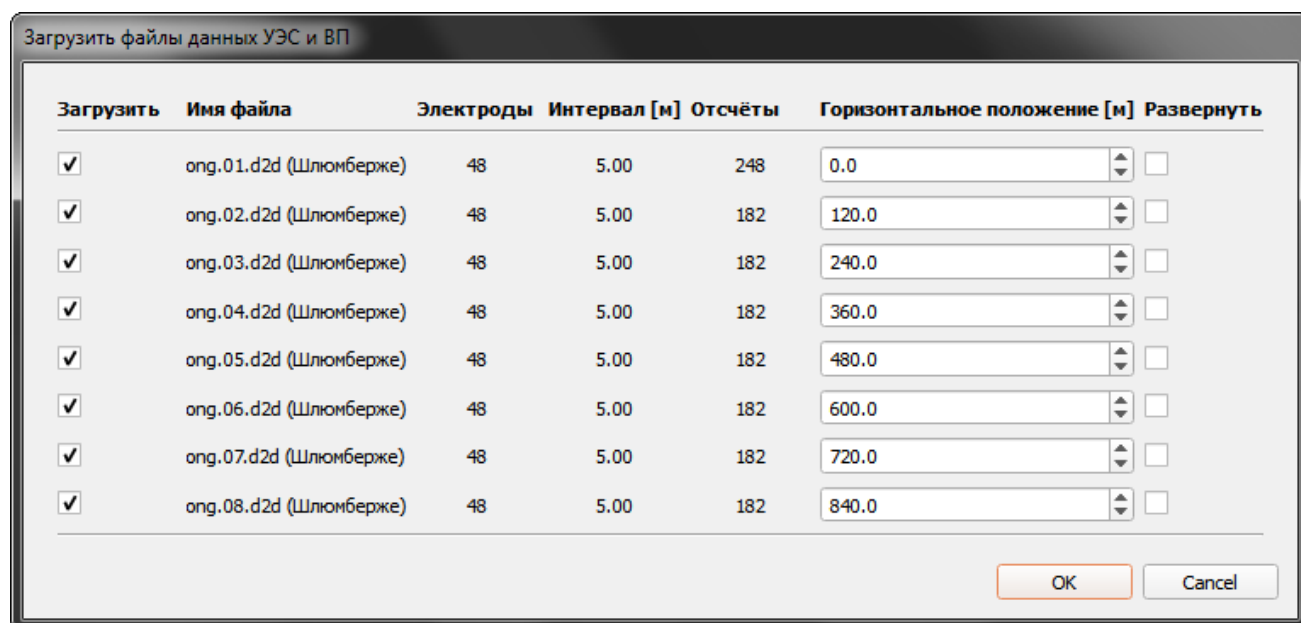 Загрузить файлы данных УЭС и ВП
Загрузить Имя файла Электроды Интервал [м] Отсчёты Горизонтальное положение [м] Развернуть
ong.01.d2d (Шлюмберже) 48 5.00 248 0.0
ong.02.d2d (Шлюмберже) 48 5.00 182 120.0
ong.03.d2d (Шлюмберже) 48 5.00 182 240.0
ong.04.d2d (Шлюмберже) 48 5.00 182 360.0
ong.05.d2d (Шлюмберже) 48 5.00 182 480.0
ong.06.d2d (Шлюмберже) 48 5.00 182 600.0
ong.07.d2d (Шлюмберже) 48 5.00 182 720.0
ong.08.d2d (Шлюмберже) 48 5.00 182 840.0
OK Cancel